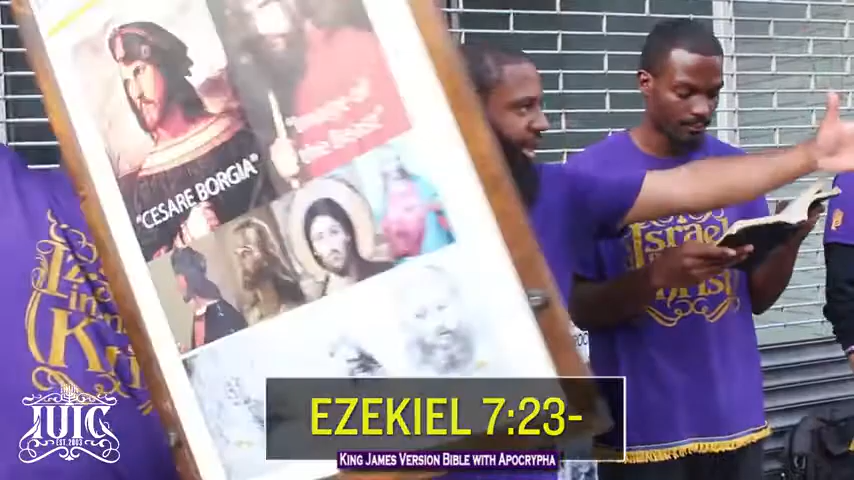 "CESARE BORGIA"
"Image of
the Beast"
Israel
IUIC
EST. 2003
EZEKIEL 7:23-
KING JAMES VERSION BIBLE WITH APOCRYPHA